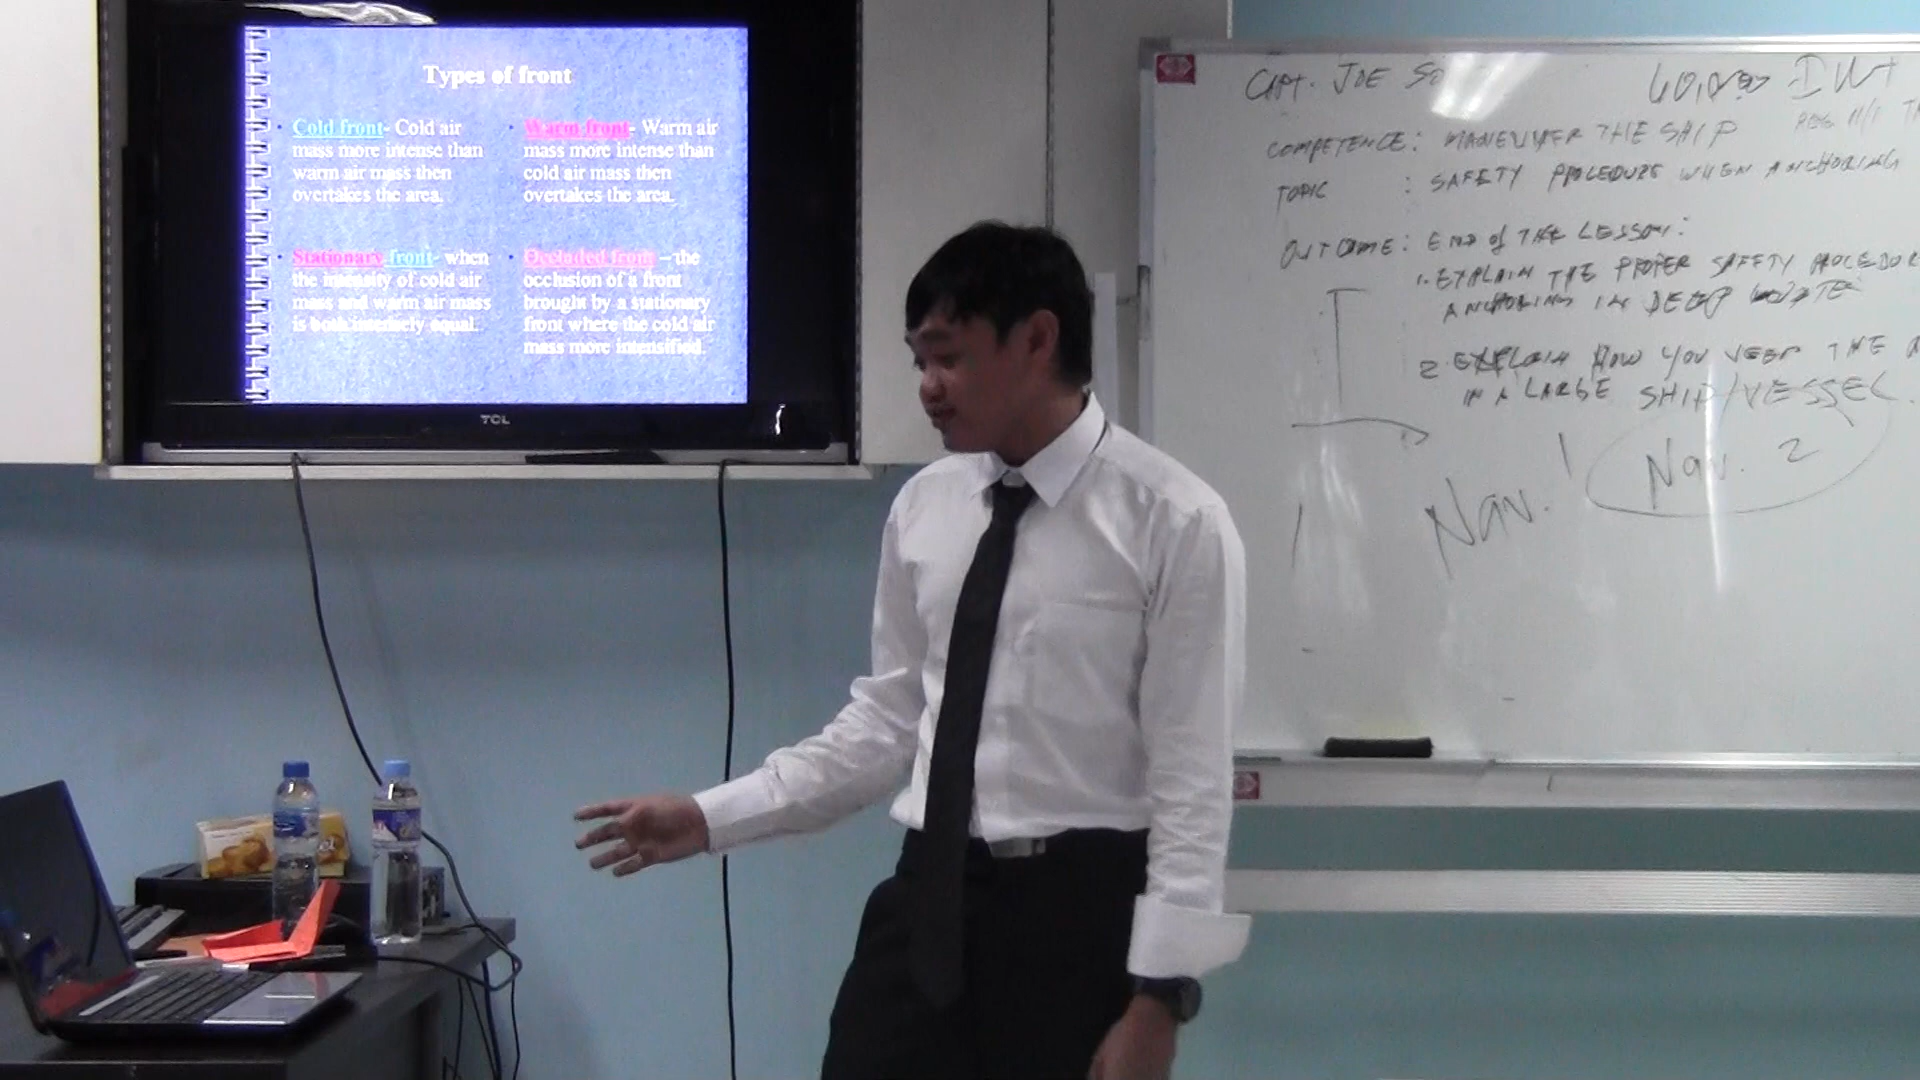 Types of front
• Cold front- Cold air
mass more intense than
warm air mass then
overtakes the area.
• Stationary front- when
the intensity of cold air
mass and warm air mass
is both intensely equal.
• Warm front- Warm air
mass more intense than
cold air mass then
overtakes the area.
• Occluded front – the
occlusion of a front
brought by a stationary
front where the cold air
mass more intensified.
TCL
CAPT. JOE
COMPETENCE: MANEUVER THE SHIP
TOPIC : SAFETY PROCEDURE WHEN ANCHORING
OUTCOME: END of THE LESSON:
1. EXPLAIN THE PROPER SAFETY PROCEDUR
ANCHORING IN DEEP
2 EXPLAIN HOW YOU VEER THE
IN A LARGE SHIP/VESSEL.
Nav. 1 Nav. 2